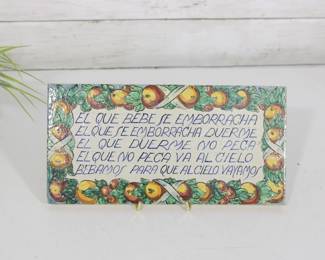 EL QUE BEBE SE EMBORRACHA
EL QUE SE EMBORRACHA DUERME
EL QUE DUERME NO PECA
EL QUE NO PECA VA AL CIELO
BEBAMOS PARA QUE AL CIELO VAYAMOS